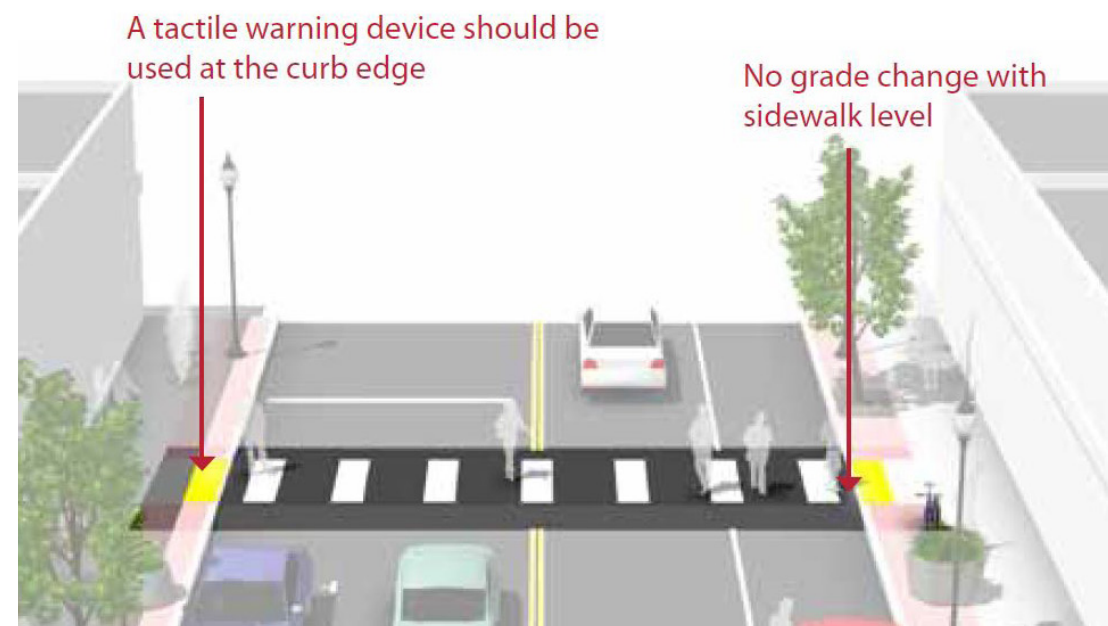 A tactile warning device should be
used at the curb edge
No grade change with
sidewalk level